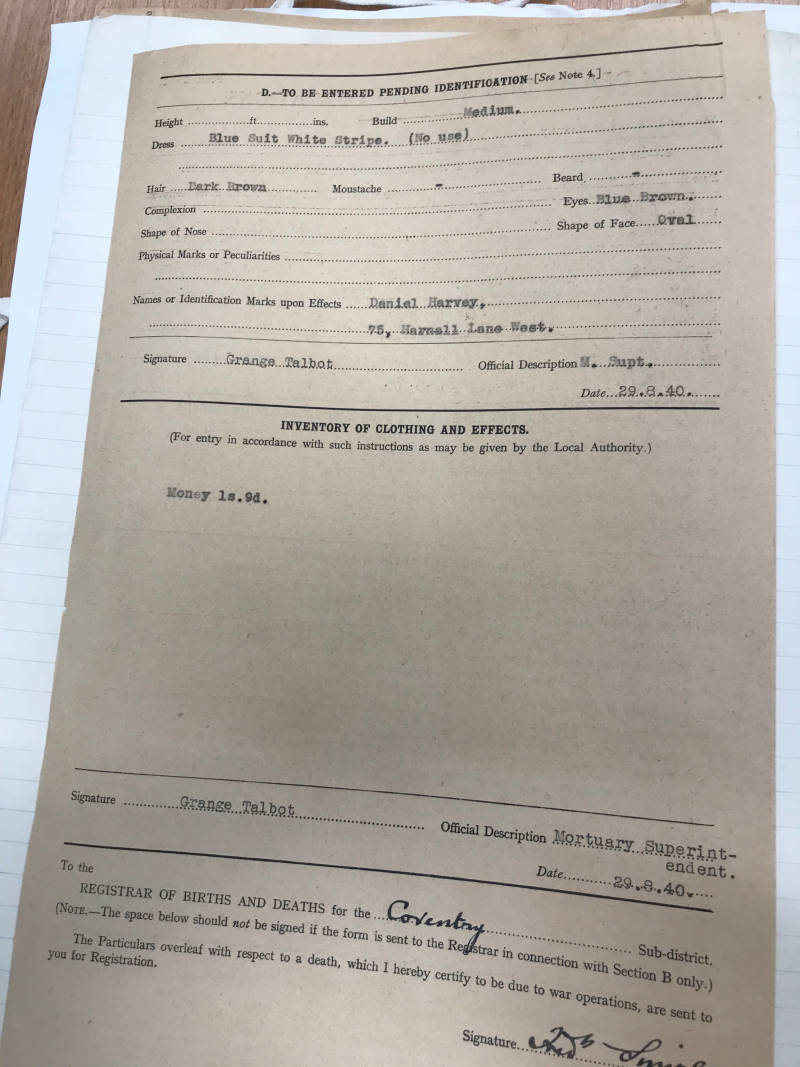 D.—TO BE ENTERED PENDING IDENTIFICATION [See Note 4.]
Height ..........ft..........ins. Build .......... Medium.
Dress .......... Blue Suit White Stripe. (No use)
Hair .......... Dark Brown .......... Moustache .......... - .......... Beard .......... -
Complexion .......... Eyes .......... Blue Brown.
Shape of Nose .......... Shape of Face .......... Oval
Physical Marks or Peculiarities ..........
Names or Identification Marks upon Effects .......... Daniel Harvey.
75, Harnall Lane West.
Signature .......... Grange Talbot .......... Official Description M. Supt.
Date .......... 29.8.40.
INVENTORY OF CLOTHING AND EFFECTS.
(For entry in accordance with such instructions as may be given by the Local Authority.)
Money 1s.9d.
Signature .......... Grange Talbot .......... Official Description Mortuary Superint-
endent.
Date .......... 29.8.40.
To the
REGISTRAR OF BIRTHS AND DEATHS for the .......... Coventry .......... Sub-district.
(NOTE.—The space below should not be signed if the form is sent to the Registrar in connection with Section B only.)
The Particulars overleaf with respect to a death, which I hereby certify to be due to war operations, are sent to
you for Registration.
Signature ..........